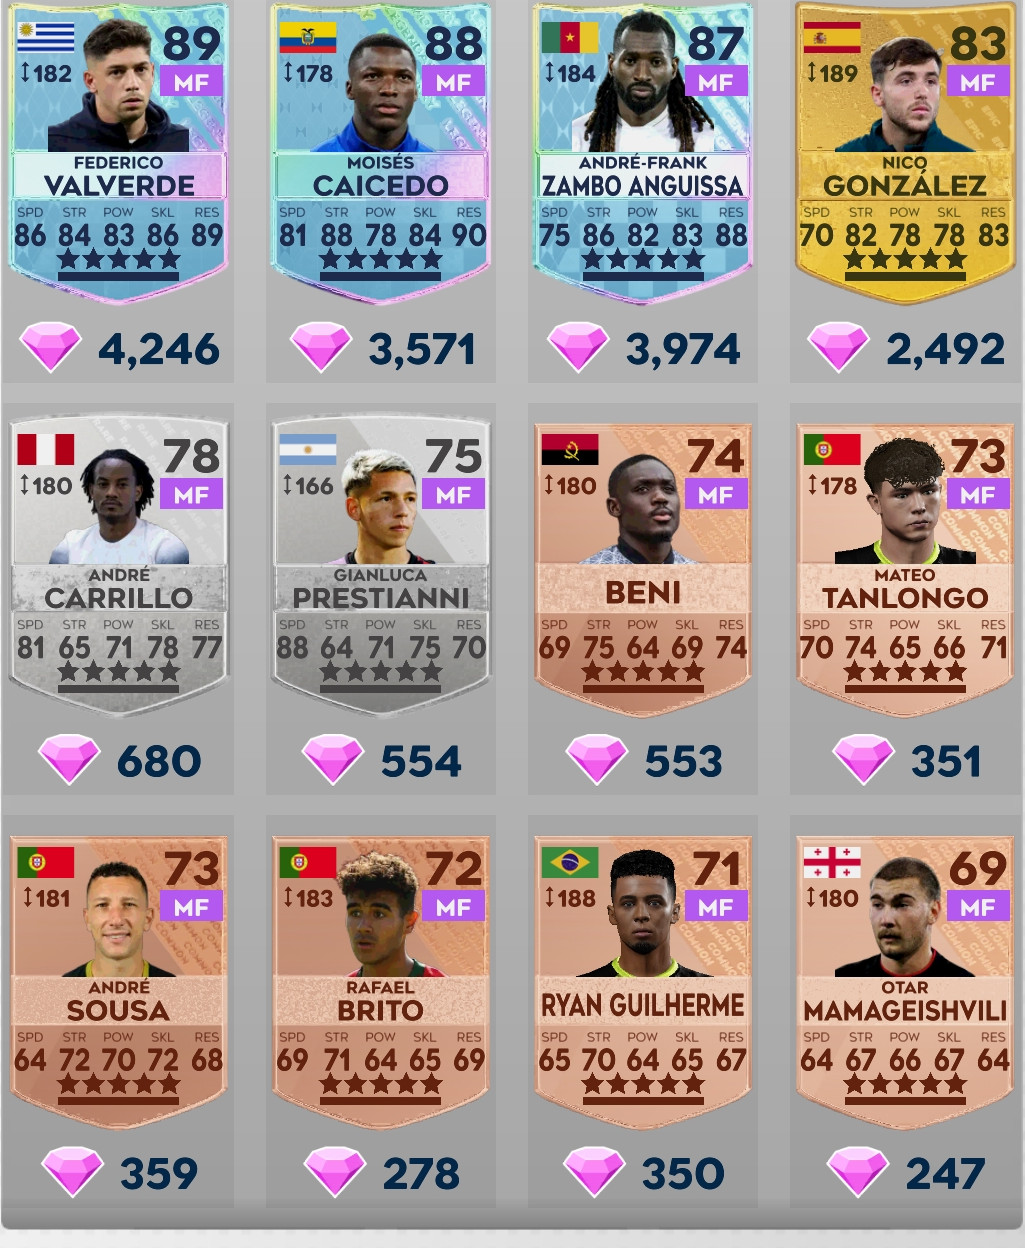 89
182
MF
FEDERICO
VALVERDE
SPD STR POW SKL RES
86 84 83 86 89
4,246
88
178
MF
MOISÉS
CAICEDO
SPD STR POW SKL RES
81 88 78 84 90
3,571
87
184
MF
ANDRÉ-FRANK
ZAMBO ANGUISSA
SPD STR POW SKL RES
75 86 82 83 88
3,974
83
189
MF
NICO
GONZÁLEZ
SPD STR POW SKL RES
70 82 78 78 83
2,492
78
180
MF
ANDRÉ
CARRILLO
SPD STR POW SKL RES
81 65 71 78 77
680
75
166
MF
GIANLUCA
PRESTIANNI
SPD STR POW SKL RES
88 64 71 75 70
554
74
180
MF
BENI
SPD STR POW SKL RES
69 75 64 69 74
553
73
178
MF
MATEO
TANLONGO
SPD STR POW SKL RES
70 74 65 66 71
351
73
181
MF
ANDRÉ
SOUSA
SPD STR POW SKL RES
64 72 70 72 68
359
72
183
MF
RAFAEL
BRITO
SPD STR POW SKL RES
69 71 64 65 69
278
71
188
MF
RYAN GUILHERME
SPD STR POW SKL RES
65 70 64 65 67
350
69
180
MF
OTAR
MAMAGEISHVILI
SPD STR POW SKL RES
64 67 66 67 64
247